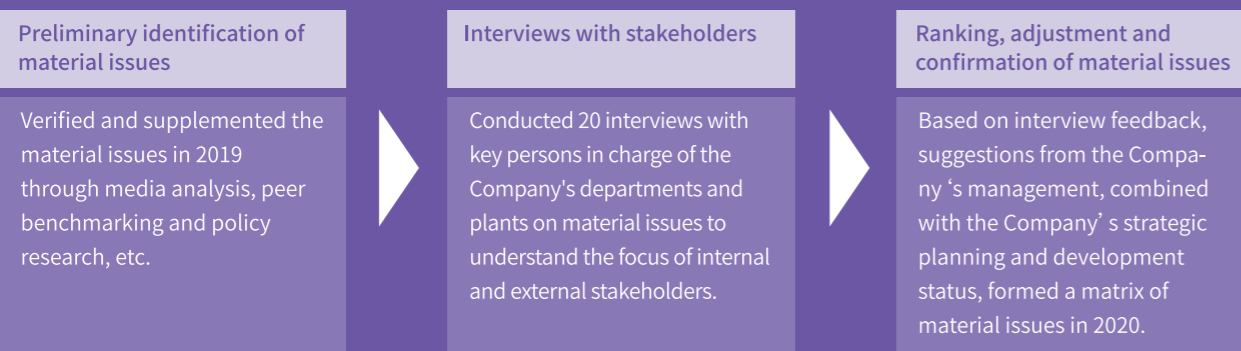 Preliminary identification of
material issues
Verified and supplemented the
material issues in 2019
through media analysis, peer
benchmarking and policy
research, etc.
Interviews with stakeholders
Conducted 20 interviews with
key persons in charge of the
Company's departments and
plants on material issues to
understand the focus of internal
and external stakeholders.
Ranking, adjustment and
confirmation of material issues
Based on interview feedback,
suggestions from the Compa-
ny ‘s management, combined
with the Company’ s strategic
planning and development
status, formed a matrix of
material issues in 2020.